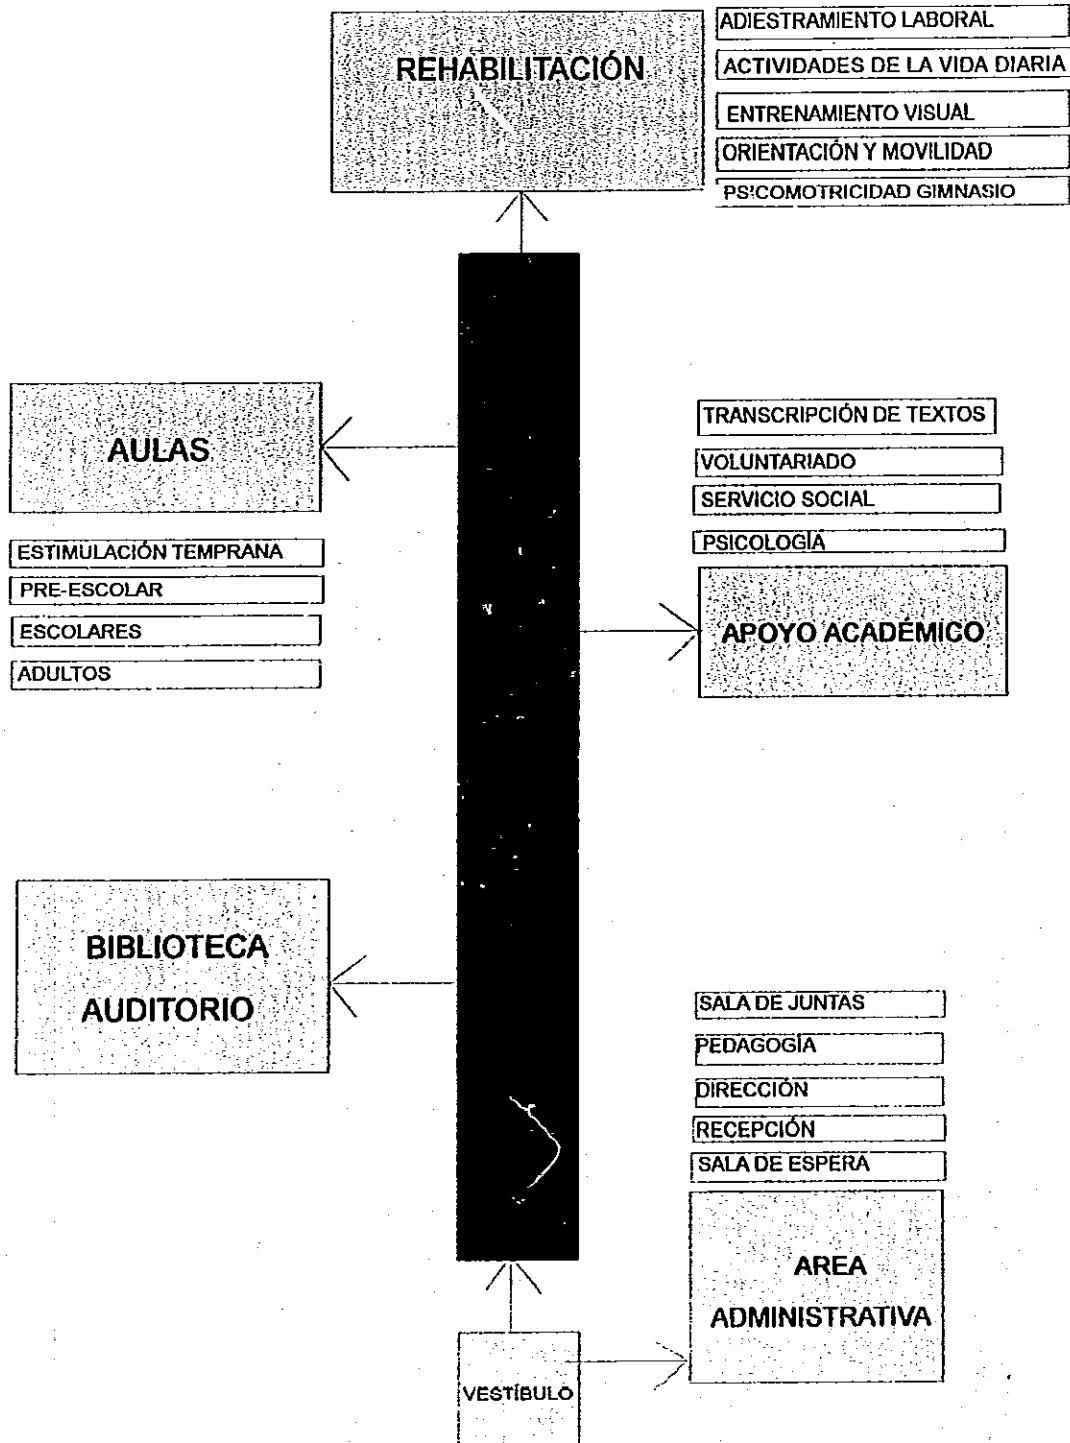 REHABILITACIÓN
ADIESTRAMIENTO LABORAL
ACTIVIDADES DE LA VIDA DIARIA
ENTRENAMIENTO VISUAL
ORIENTACIÓN Y MOVILIDAD
PSICOMOTRICIDAD GIMNASIO
AULAS
ESTIMULACIÓN TEMPRANA
PRE-ESCOLAR
ESCOLARES
ADULTOS
TRANSCRIPCIÓN DE TEXTOS
VOLUNTARIADO
SERVICIO SOCIAL
PSICOLOGÍA
APOYO ACADÉMICO
BIBLIOTECA
AUDITORIO
SALA DE JUNTAS
PEDAGOGÍA
DIRECCIÓN
RECEPCIÓN
SALA DE ESPERA
AREA
ADMINISTRATIVA
VESTÍBULO